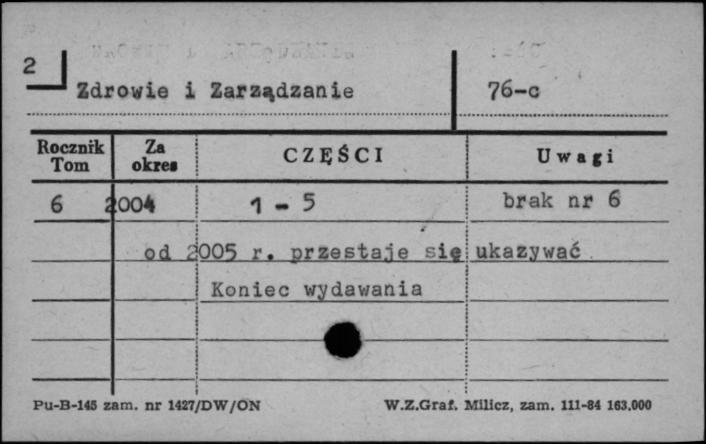 2
Zdrowie i Zarządzanie 76-c
Rocznik Tom Za okres CZĘŚCI Uwagi
6 2004 1 - 5 brak nr 6
od 2005 r. przestaje się ukazywać
Koniec wydawania
Pu-B-145 zam. nr 1427/DW/ON W.Z.Graf. Milicz, zam. 111-84 163.000